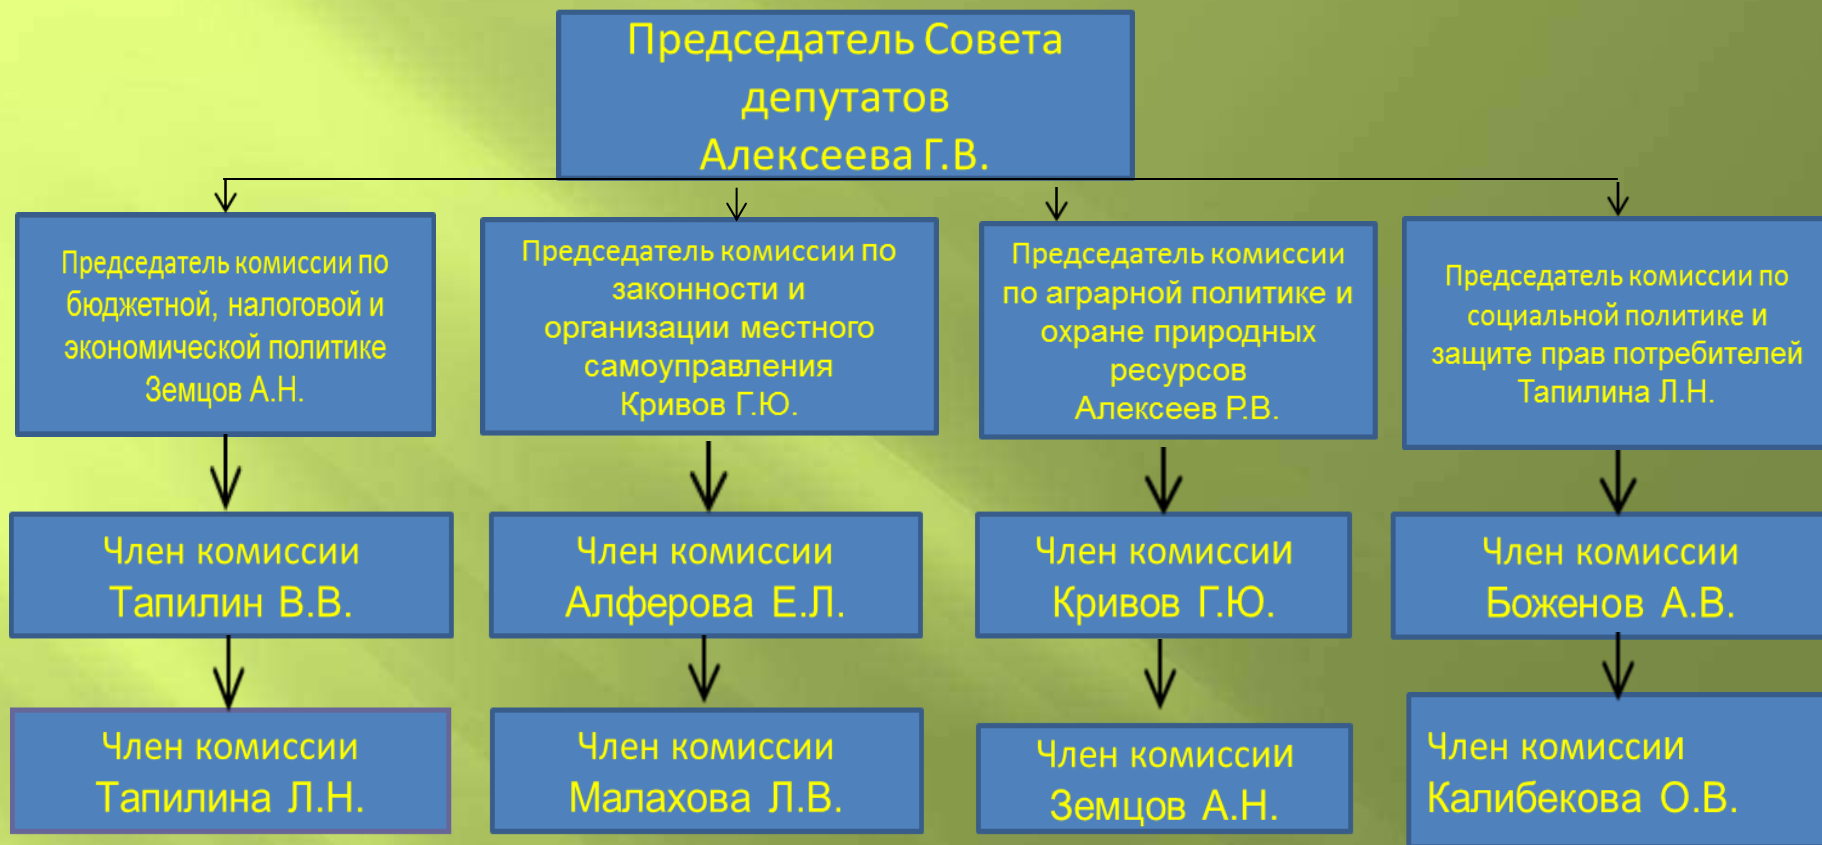 Председатель Совета
депутатов
Алексеева Г.В.
Председатель комиссии по
бюджетной, налоговой и
экономической политике
Земцов А.Н.
Председатель комиссии по
законности и
организации местного
самоуправления
Кривов Г.Ю.
Председатель комиссии
по аграрной политике и
охране природных
ресурсов
Алексеев Р.В.
Председатель комиссии по
социальной политике и
защите прав потребителей
Тапилина Л.Н.
Член комиссии
Тапилин В.В.
Член комиссии
Алферова Е.Л.
Член комиссии
Кривов Г.Ю.
Член комиссии
Боженов А.В.
Член комиссии
Тапилина Л.Н.
Член комиссии
Малахова Л.В.
Член комиссии
Земцов А.Н.
Член комиссии
Калибекова О.В.